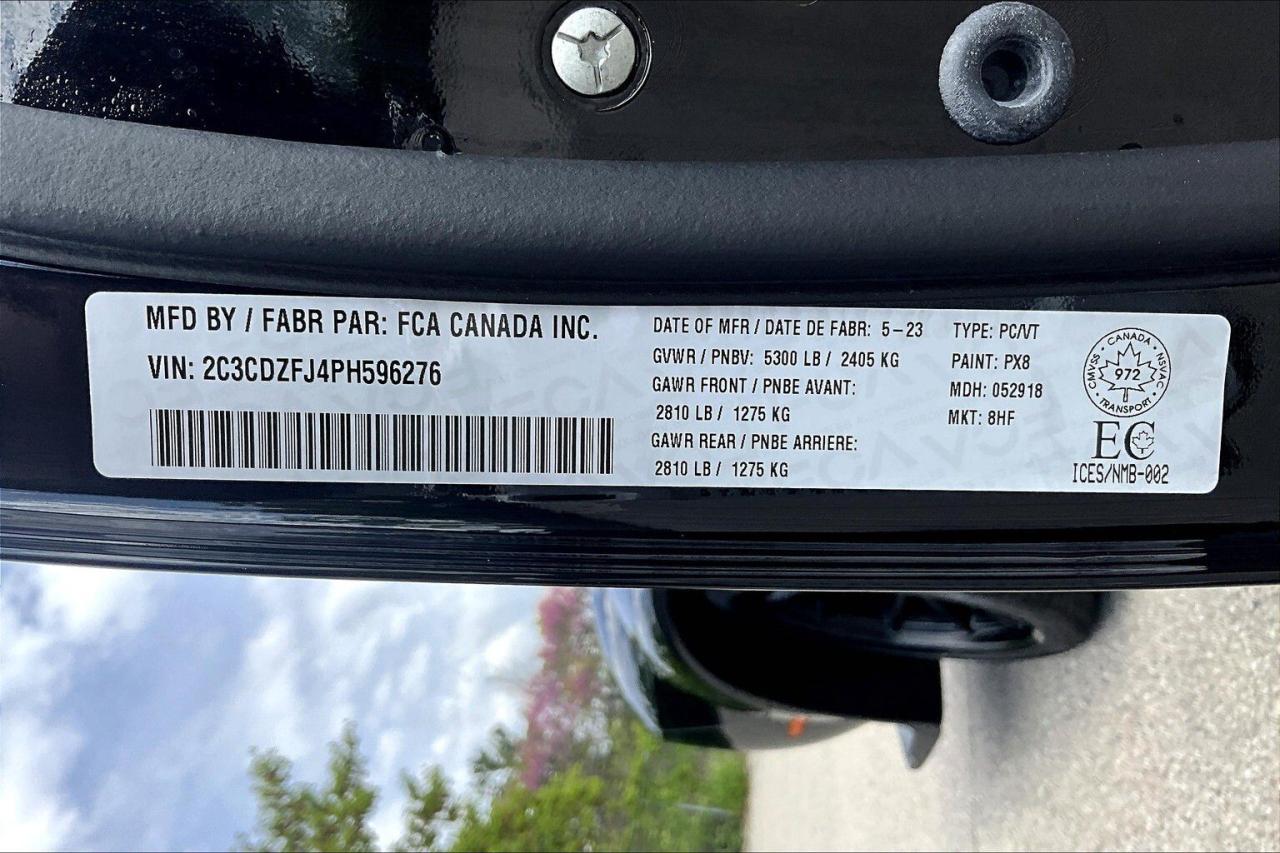 MFD BY / FABR PAR: FCA CANADA INC.
VIN: 2C3CDZFJ4PH596276
DATE OF MFR / DATE DE FABR: 5-23
GVWR / PNBV: 5300 LB / 2405 KG
GAWR FRONT / PNBE AVANT:
2810 LB / 1275 KG
GAWR REAR / PNBE ARRIERE:
2810 LB / 1275 KG
TYPE: PC/VT
PAINT: PX8
MDH: 052918
MKT: 8HF
CANADA
CMVSS
NSVAC
972
TRANSPORT
EC
ICES/NMB-002